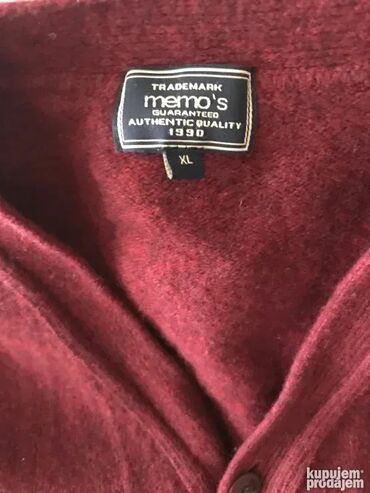 TRADEMARK
memo's
GUARANTEED
AUTHENTIC QUALITY
1990
XL
kupujem
prodajem